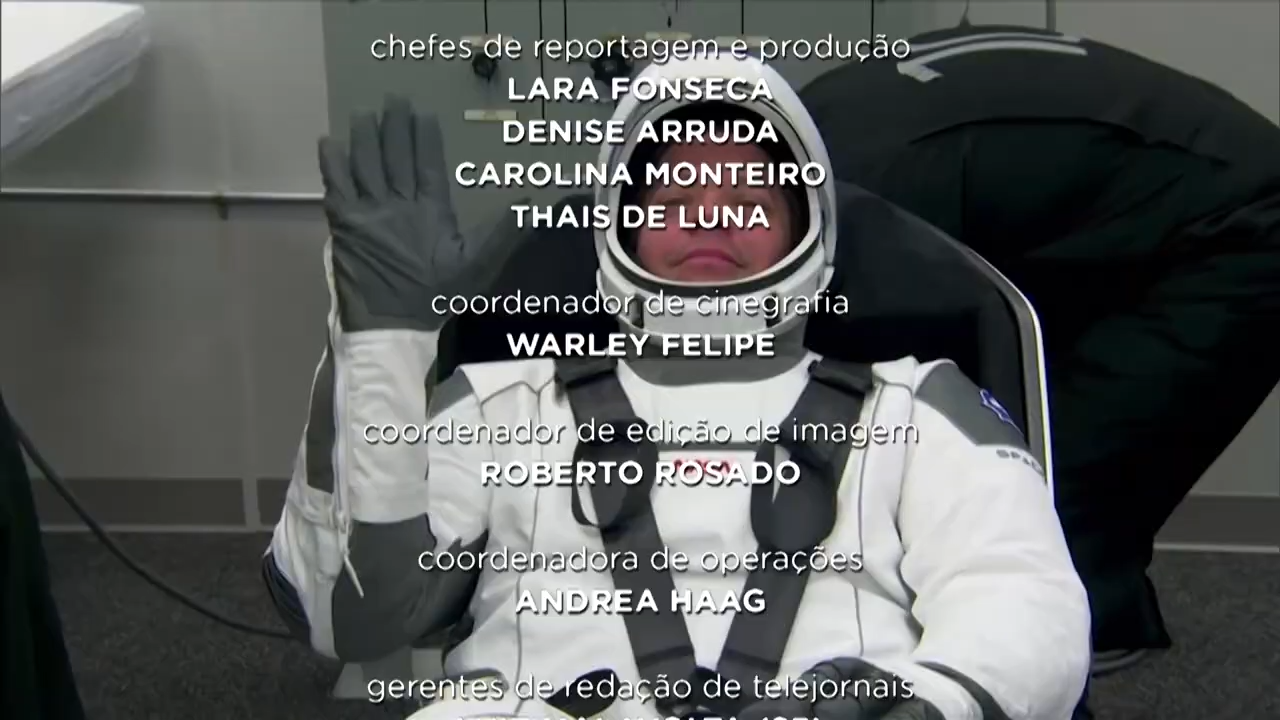 chefes de reportagem e produção
LARA FONSECA
DENISE ARRUDA
CAROLINA MONTEIRO
THAIS DE LUNA
coordenador de cinegrafia
WARLEY FELIPE
coordenador de edição de imagem
ROBERTO ROSADO
coordenadora de operações
ANDREA HAAG
gerentes de redação de telejornais